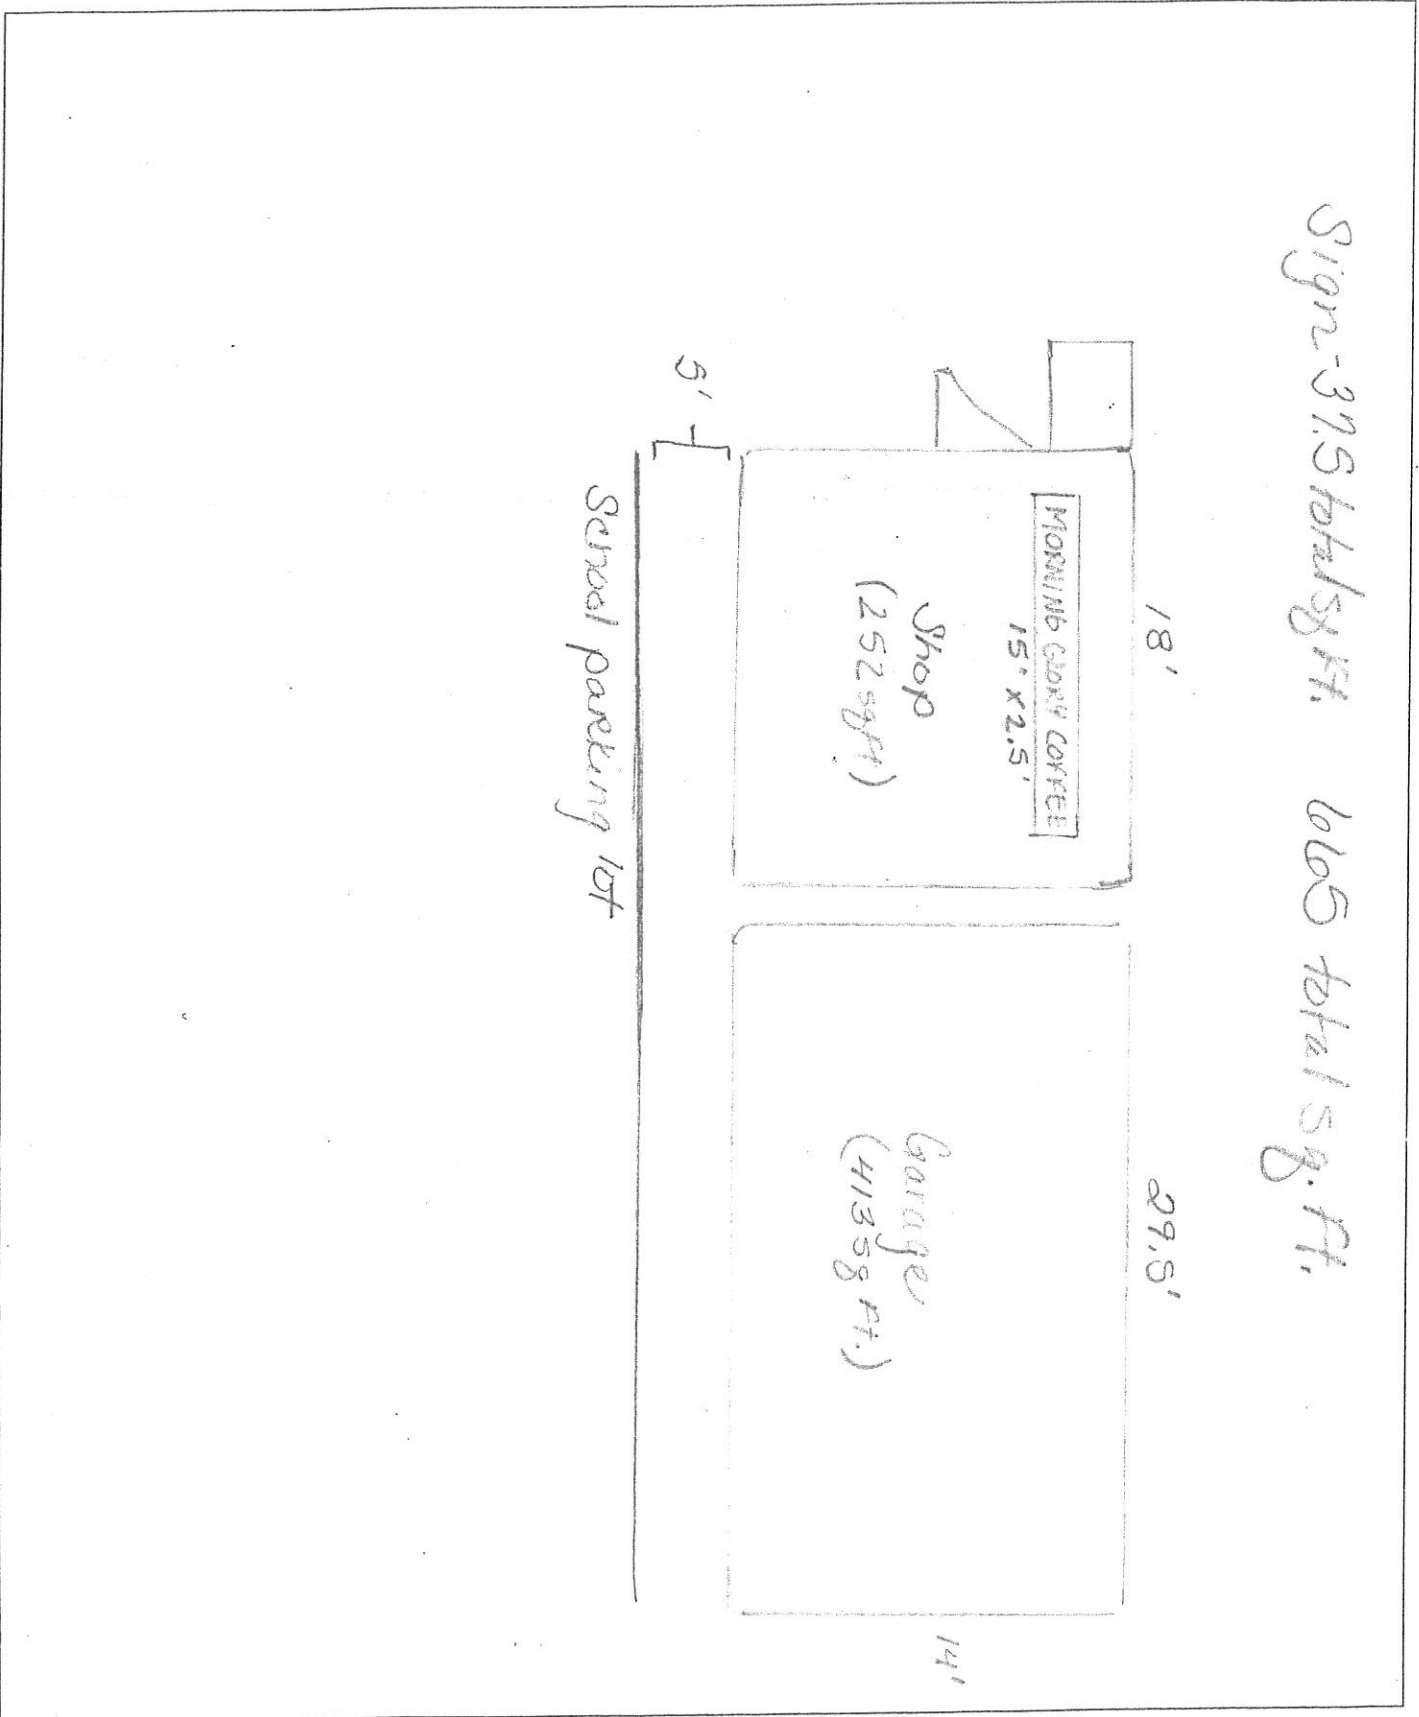 Sign - 37.5 total sq ft. 665 total sq. ft.
18'
29.5'
MORNING GLORY COFFEE
15' x 2.5'
Shop
(252 sq ft)
Garage
(413 sq Ft.)
14'
5'
School parking lot